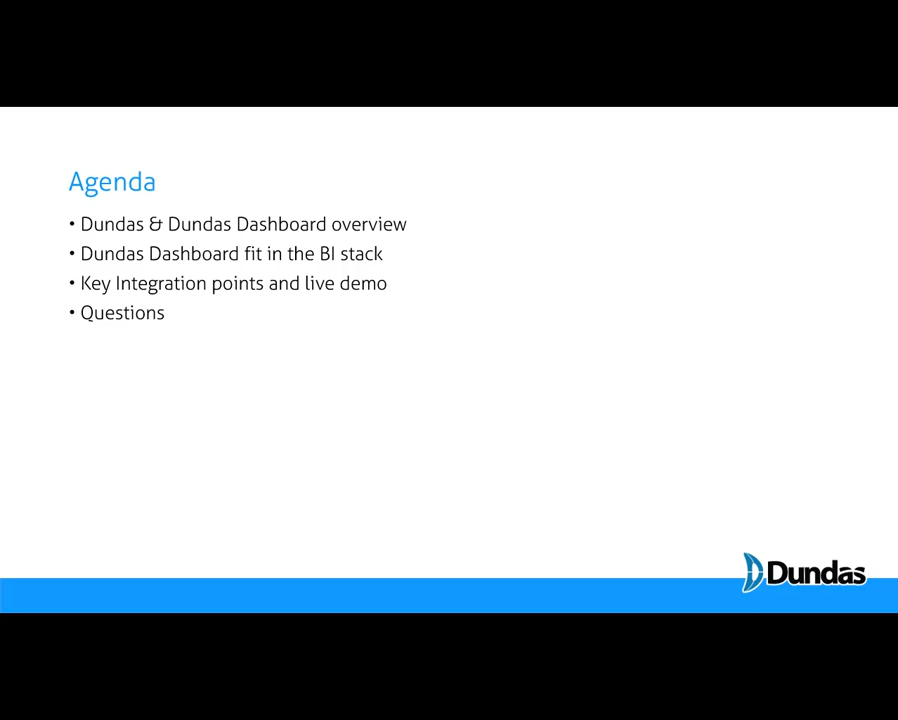 Agenda
• Dundas & Dundas Dashboard overview
• Dundas Dashboard fit in the BI stack
• Key Integration points and live demo
• Questions
Dundas